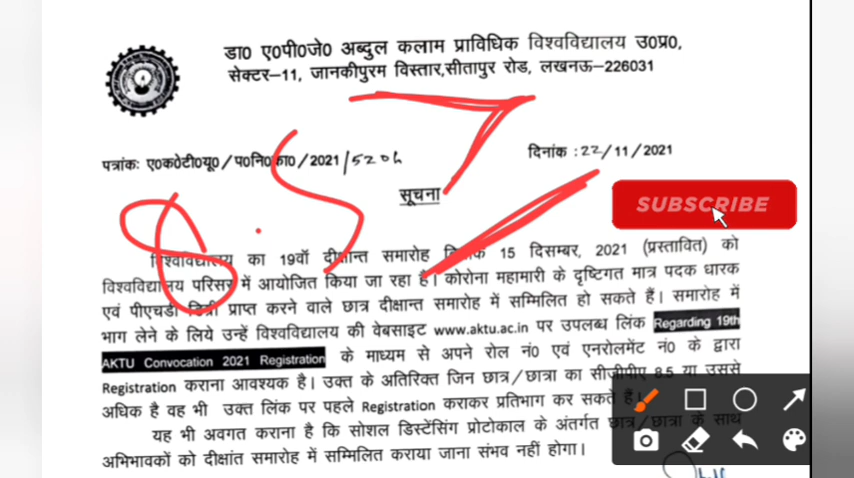 डा0 ए0पी0जे0 अब्दुल कलाम प्राविधिक विश्वविद्यालय उ0प्र0,
सेक्टर–11, जानकीपुरम विस्तार,सीतापुर रोड, लखनऊ–226031
पत्रांकः ए0के0टी0यू0/प0नि0का0/2021/5204
दिनांक :22/11/2021
सूचना
SUBSCRIBE
8.5
विश्वविद्यालय का 19वॉ दीक्षान्त समारोह दिनांक 15 दिसम्बर, 2021 (प्रस्तावित) को
विश्वविद्यालय परिसर में आयोजित किया जा रहा है। कोरोना महामारी के दृष्टिगत मात्र पदक धारक
एवं पीएचडी डिग्री प्राप्त करने वाले छात्र दीक्षान्त समारोह में सम्मिलित हो सकते हैं। समारोह में
भाग लेने के लिये उन्हें विश्वविद्यालय की वेबसाइट www.aktu.ac.in पर उपलब्ध लिंक Regarding 19th
AKTU Convocation 2021 Registration के माध्यम से अपने रोल नं0 एवं एनरोलमेंट नं0 के द्वारा
Registration कराना आवश्यक है। उक्त के अतिरिक्त जिन छात्र/छात्रा का सीजीपीए 8.5 या उससे
अधिक है वह भी उक्त लिंक पर पहले Registration कराकर प्रतिभाग कर सकते हैं।
यह भी अवगत कराना है कि सोशल डिस्टेंसिंग प्रोटोकाल के अंतर्गत छात्र/छात्रा के साथ
अभिभावकों को दीक्षांत समारोह में सम्मिलित कराया जाना संभव नहीं होगा।